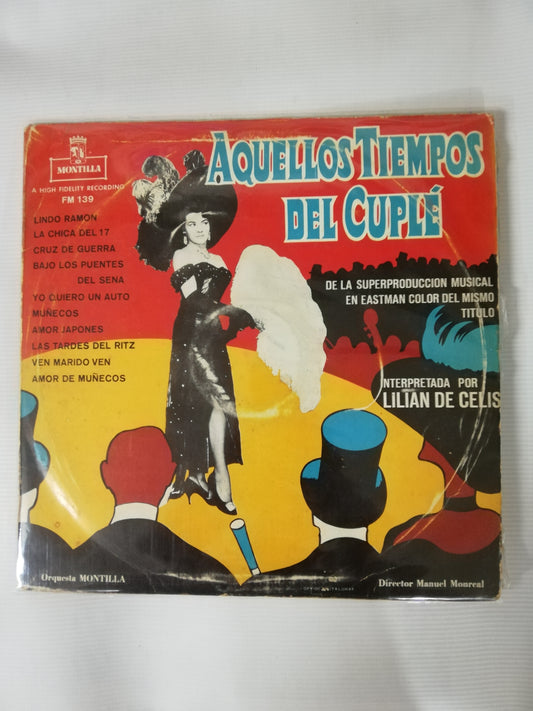 MONTILLA
A HIGH FIDELITY RECORDING
FM 139
AQUELLOS TIEMPOS
DEL CUPLÉ
LINDO RAMON
LA CHICA DEL 17
CRUZ DE GUERRA
BAJO LOS PUENTES
DEL SENA
YO QUIERO UN AUTO
MUÑECOS
AMOR JAPONES
LAS TARDES DEL RITZ
VEN MARIDO VEN
AMOR DE MUÑECOS
DE LA SUPERPRODUCCION MUSICAL
EN EASTMAN COLOR DEL MISMO
TITULO
INTERPRETADA POR
LILIAN DE CELIS
Orquesta MONTILLA
Director Manuel Monreal